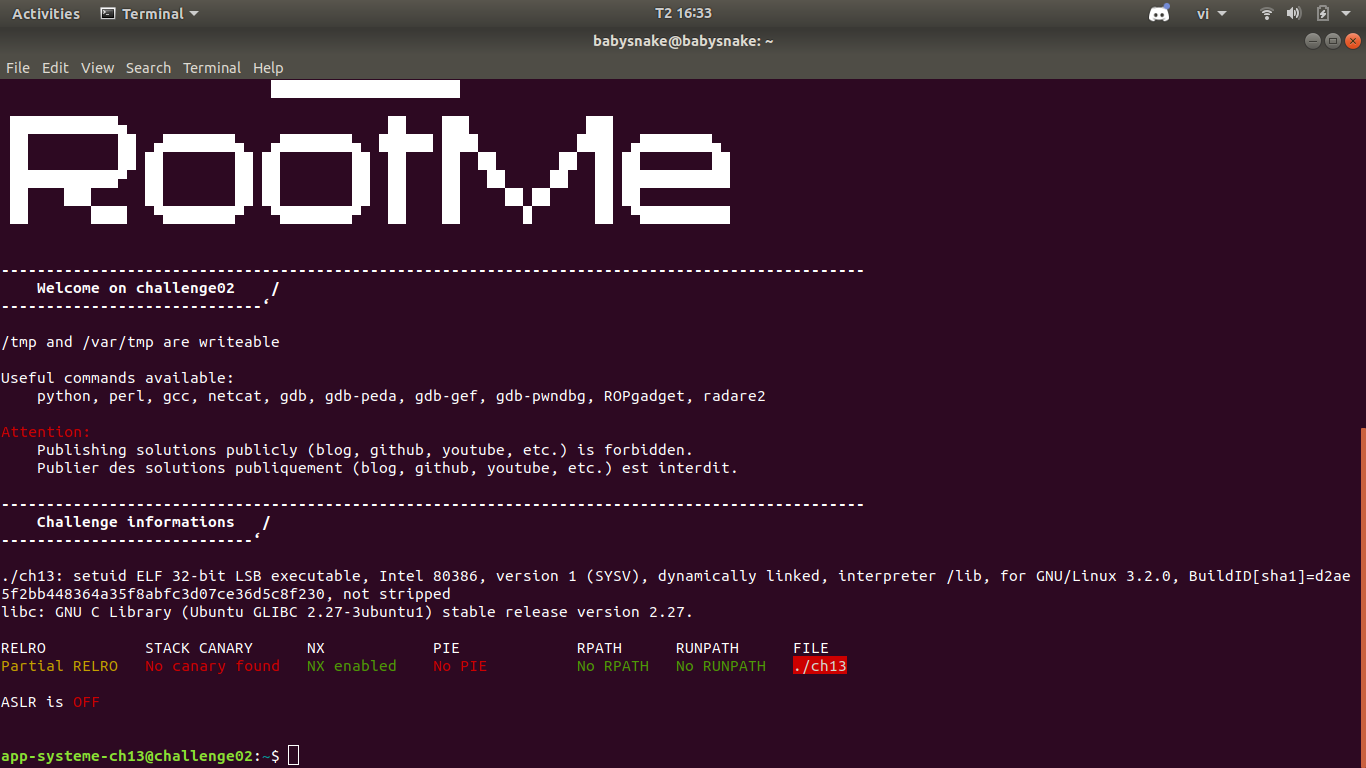 Activities Terminal T2 16:33 vi
babysnake@babysnake: ~
File Edit View Search Terminal Help
RootMe
------------------------------------------------------------------------------------------------
    Welcome on challenge02    /
-----------------------------‘
/tmp and /var/tmp are writeable
Useful commands available:
    python, perl, gcc, netcat, gdb, gdb-peda, gdb-gef, gdb-pwndbg, ROPgadget, radare2
Attention:
    Publishing solutions publicly (blog, github, youtube, etc.) is forbidden.
    Publier des solutions publiquement (blog, github, youtube, etc.) est interdit.
------------------------------------------------------------------------------------------------
    Challenge informations   /
----------------------------‘
./ch13: setuid ELF 32-bit LSB executable, Intel 80386, version 1 (SYSV), dynamically linked, interpreter /lib, for GNU/Linux 3.2.0, BuildID[sha1]=d2ae
5f2bb448364a35f8abfc3d07ce36d5c8f230, not stripped
libc: GNU C Library (Ubuntu GLIBC 2.27-3ubuntu1) stable release version 2.27.
RELRO           STACK CANARY      NX            PIE             RPATH      RUNPATH      FILE
Partial RELRO   No canary found   NX enabled    No PIE          No RPATH   No RUNPATH   ./ch13
ASLR is OFF
app-systeme-ch13@challenge02:~$